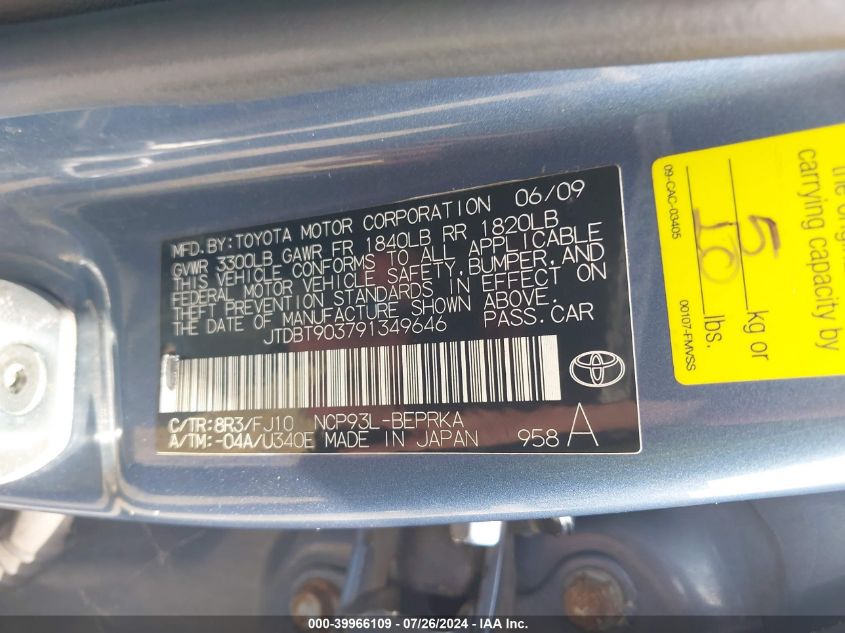 MFD. BY: TOYOTA MOTOR CORPORATION 06/09
GVWR 3300LB GAWR FR 1840LB RR 1820LB
THIS VEHICLE CONFORMS TO ALL APPLICABLE
FEDERAL MOTOR VEHICLE SAFETY, BUMPER, AND
THEFT PREVENTION STANDARDS IN EFFECT ON
THE DATE OF MANUFACTURE SHOWN ABOVE.
JTDBT903791349646 PASS. CAR
C/TR: 8R3/FJ10 NCP93L-BEPRKA
A/TM: -04A/U340E MADE IN JAPAN 958 A
carrying capacity by
5 kg or
10 lbs.
09-CAC-03405 00107-FMVSS
000-39966109 - 07/26/2024 - IAA Inc.